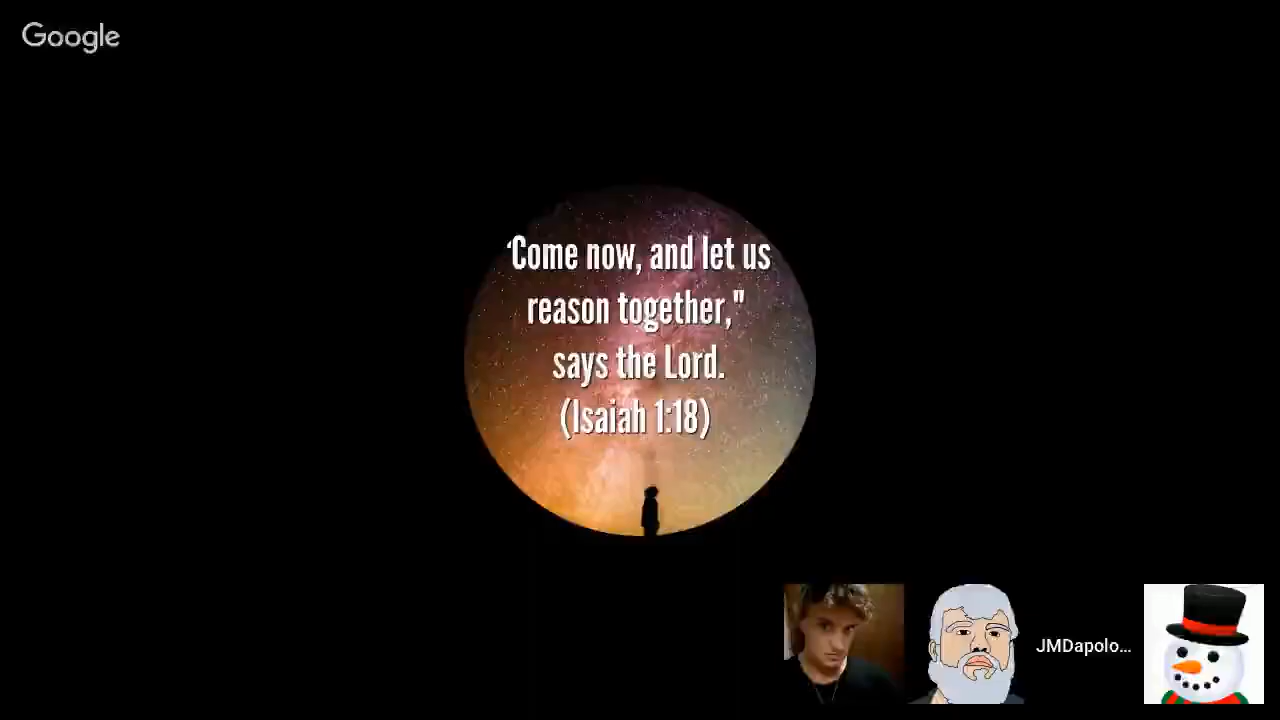 Google
"Come now, and let us
reason together,"
says the Lord.
(Isaiah 1:18)
JMDapolo...